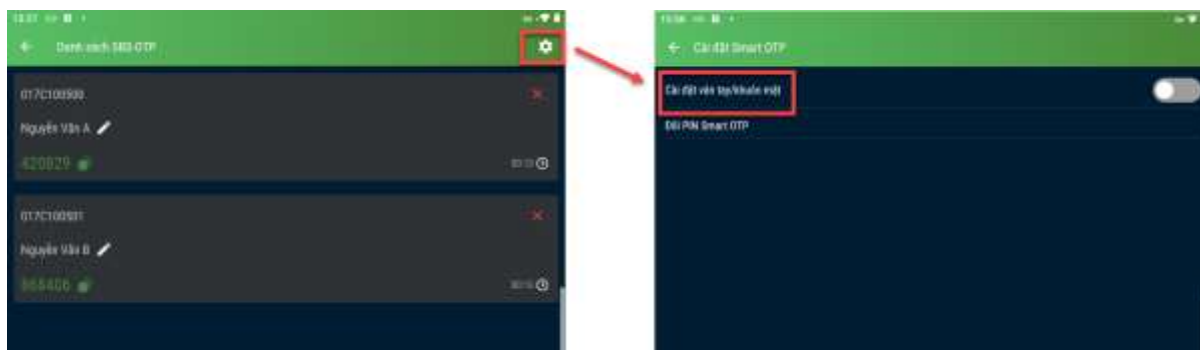 Danh sách SBS OTP
017C100500
Nguyễn Văn A
420829
017C100501
Nguyễn Văn B
Cài đặt Smart OTP
Cài đặt vân tay/khuôn mặt
Đổi PIN Smart OTP